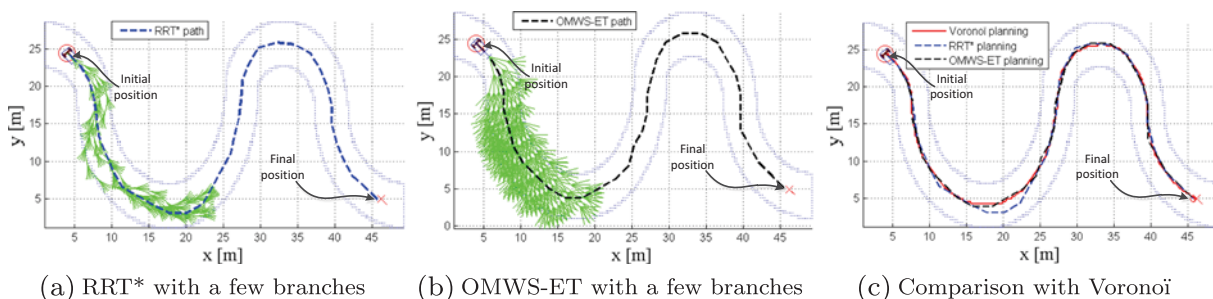 RRT* path
Initial
position
Final
position
y [m]
25
20
15
10
5
5 10 15 20 25 30 35 40 45
x [m]
(a) RRT* with a few branches
OMWS-ET path
Initial
position
Final
position
y [m]
25
20
15
10
5
0
5 10 15 20 25 30 35 40 45
x [m]
(b) OMWS-ET with a few branches
Voronoi planning
RRT* planning
OMWS-ET planning
Initial
position
Final
position
y [m]
25
20
15
10
5
5 10 15 20 25 30 35 40 45
x [m]
(c) Comparison with Voronoï